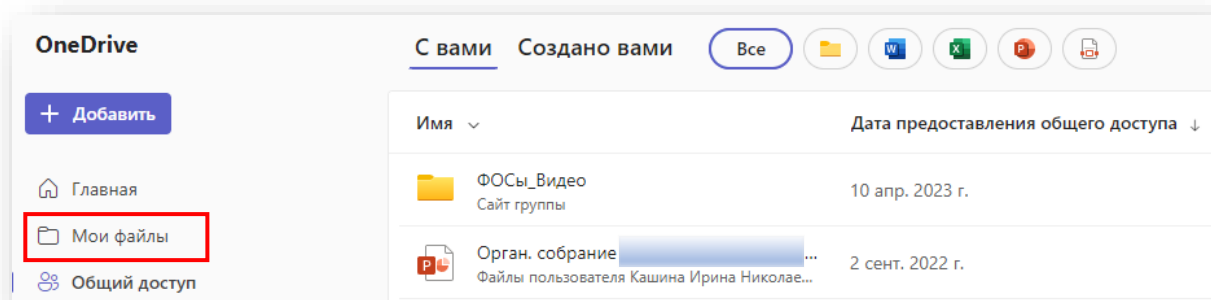 OneDrive
С вами Создано вами Все
+ Добавить
Имя Дата предоставления общего доступа ↓
Главная
ФОСы_Видео 10 апр. 2023 г.
Сайт группы
Мои файлы
Орган. собрание ... 2 сент. 2022 г.
Файлы пользователя Кашина Ирина Николае...
Общий доступ